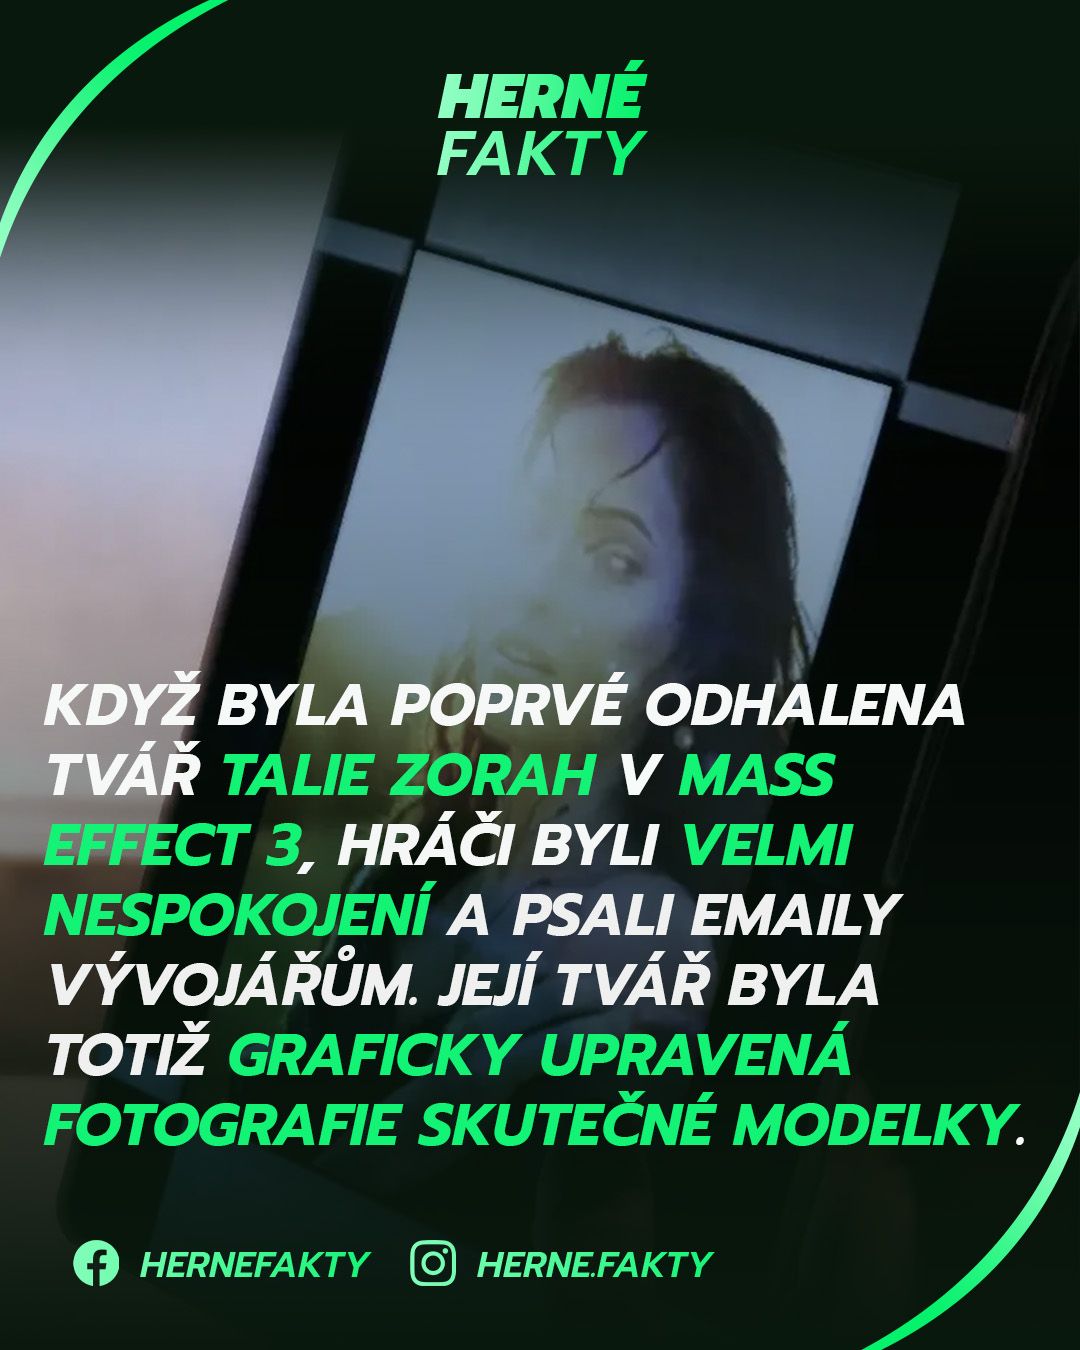 HERNÉ
FAKTY
KDYŽ BYLA POPRVÉ ODHALENA
TVÁŘ TALIE ZORAH V MASS
EFFECT 3, HRÁČI BYLI VELMI
NESPOKOJENÍ A PSALI EMAILY
VÝVOJÁŘŮM. JEJÍ TVÁŘ BYLA
TOTIŽ GRAFICKY UPRAVENÁ
FOTOGRAFIE SKUTEČNÉ MODELKY.
HERNEFAKTY HERNE.FAKTY